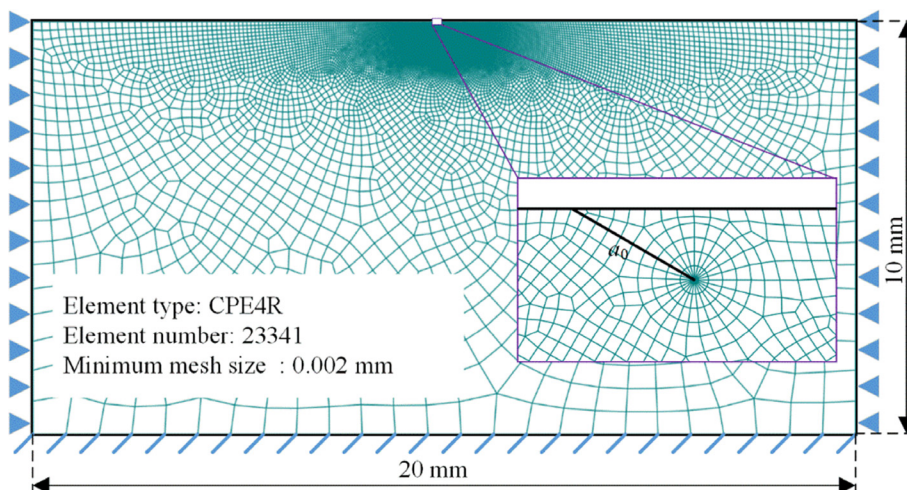 a₀
10 mm
Element type: CPE4R
Element number: 23341
Minimum mesh size : 0.002 mm
20 mm